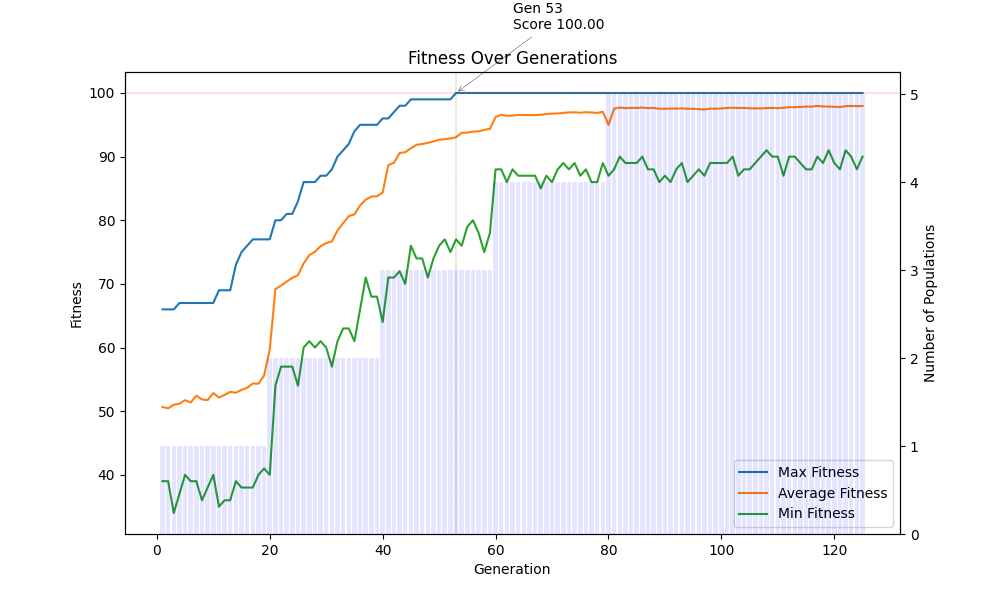 Gen 53
Score 100.00
Fitness Over Generations
Fitness
100
90
80
70
60
50
40
0
20
40
60
80
100
120
Generation
5
4
3
2
1
0
Number of Populations
Max Fitness
Average Fitness
Min Fitness